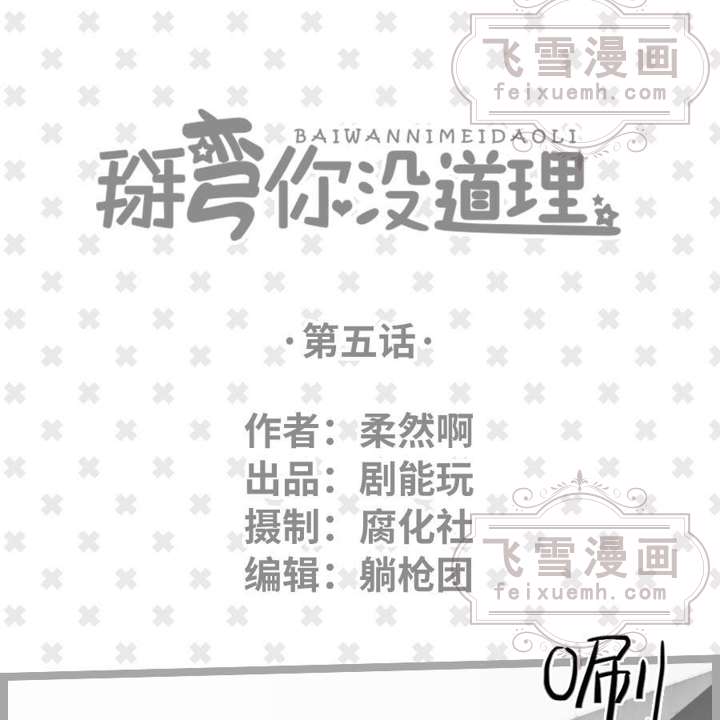 飞雪漫画
feixuemh.com
BAIWANNIMEIDAOLI
掰弯你没道理
·第五话·
作者：柔然啊
出品：剧能玩
摄制：腐化社
编辑：躺枪团
飞雪漫画
feixuemh.com
唰